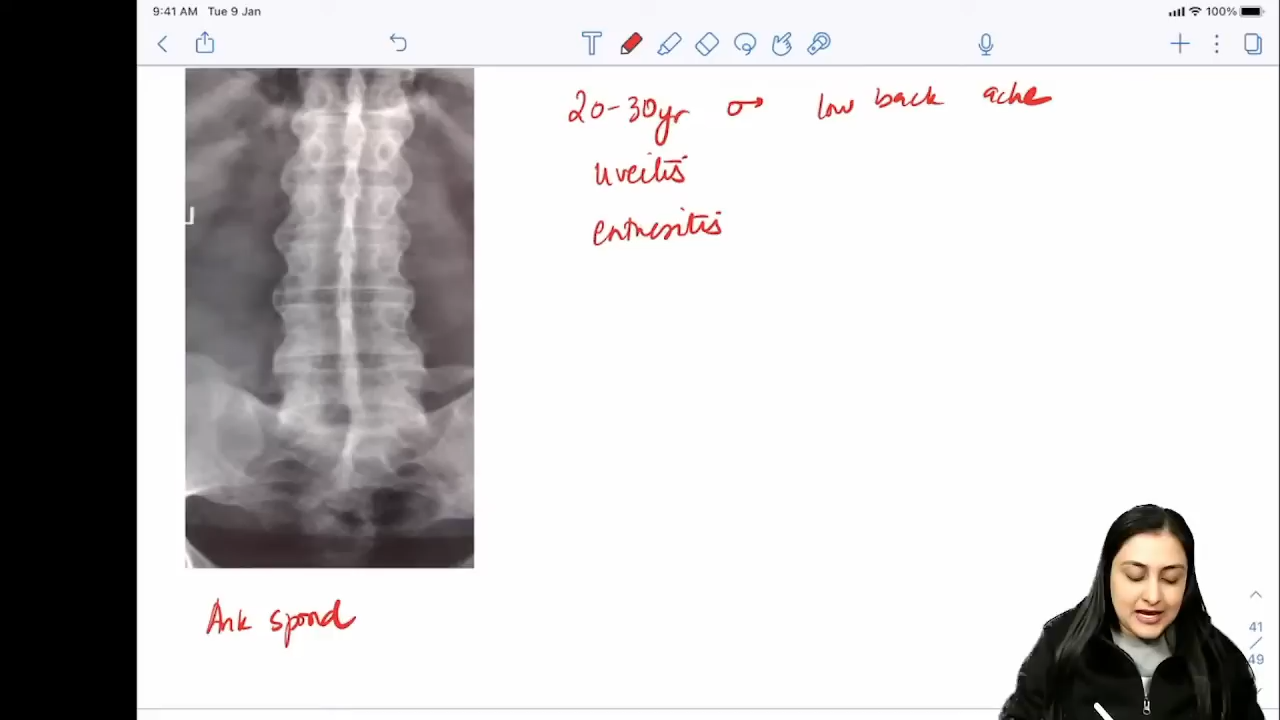 9:41 AM Tue 9 Jan
100%
20-30yr ♂ low back ache
uveitis
enthesitis
Ank spond
41
49